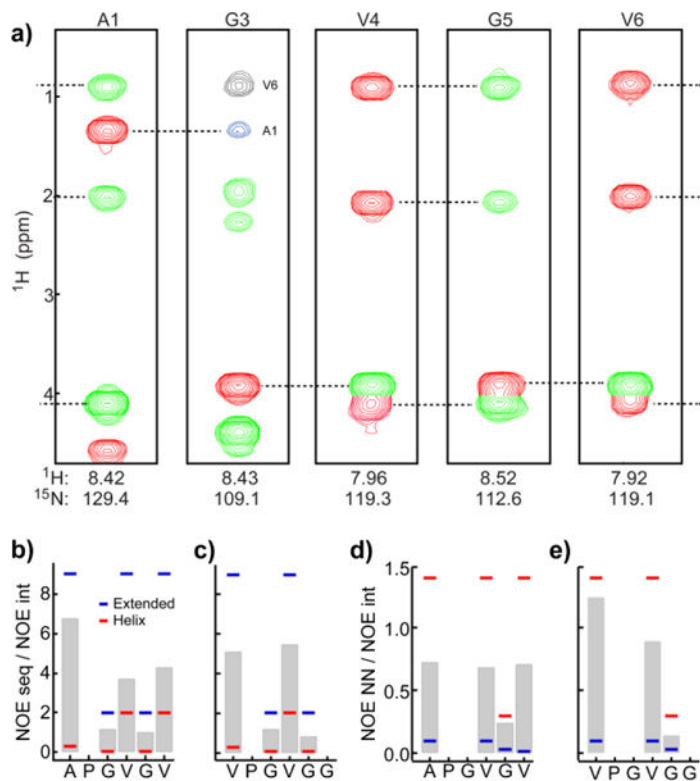 A1 G3 V4 G5 V6
a)
1
V6
A1
2
3
4
¹H (ppm)
¹H: 8.42 8.43 7.96 8.52 7.92
¹⁵N: 129.4 109.1 119.3 112.6 119.1
b) c) d) e)
NOE seq / NOE int
8
6
4
2
0
Extended
Helix
A P G V G V
V P G V G G
NOE NN / NOE int
1.5
1.0
0.5
0.0
A P G V G V
V P G V G G